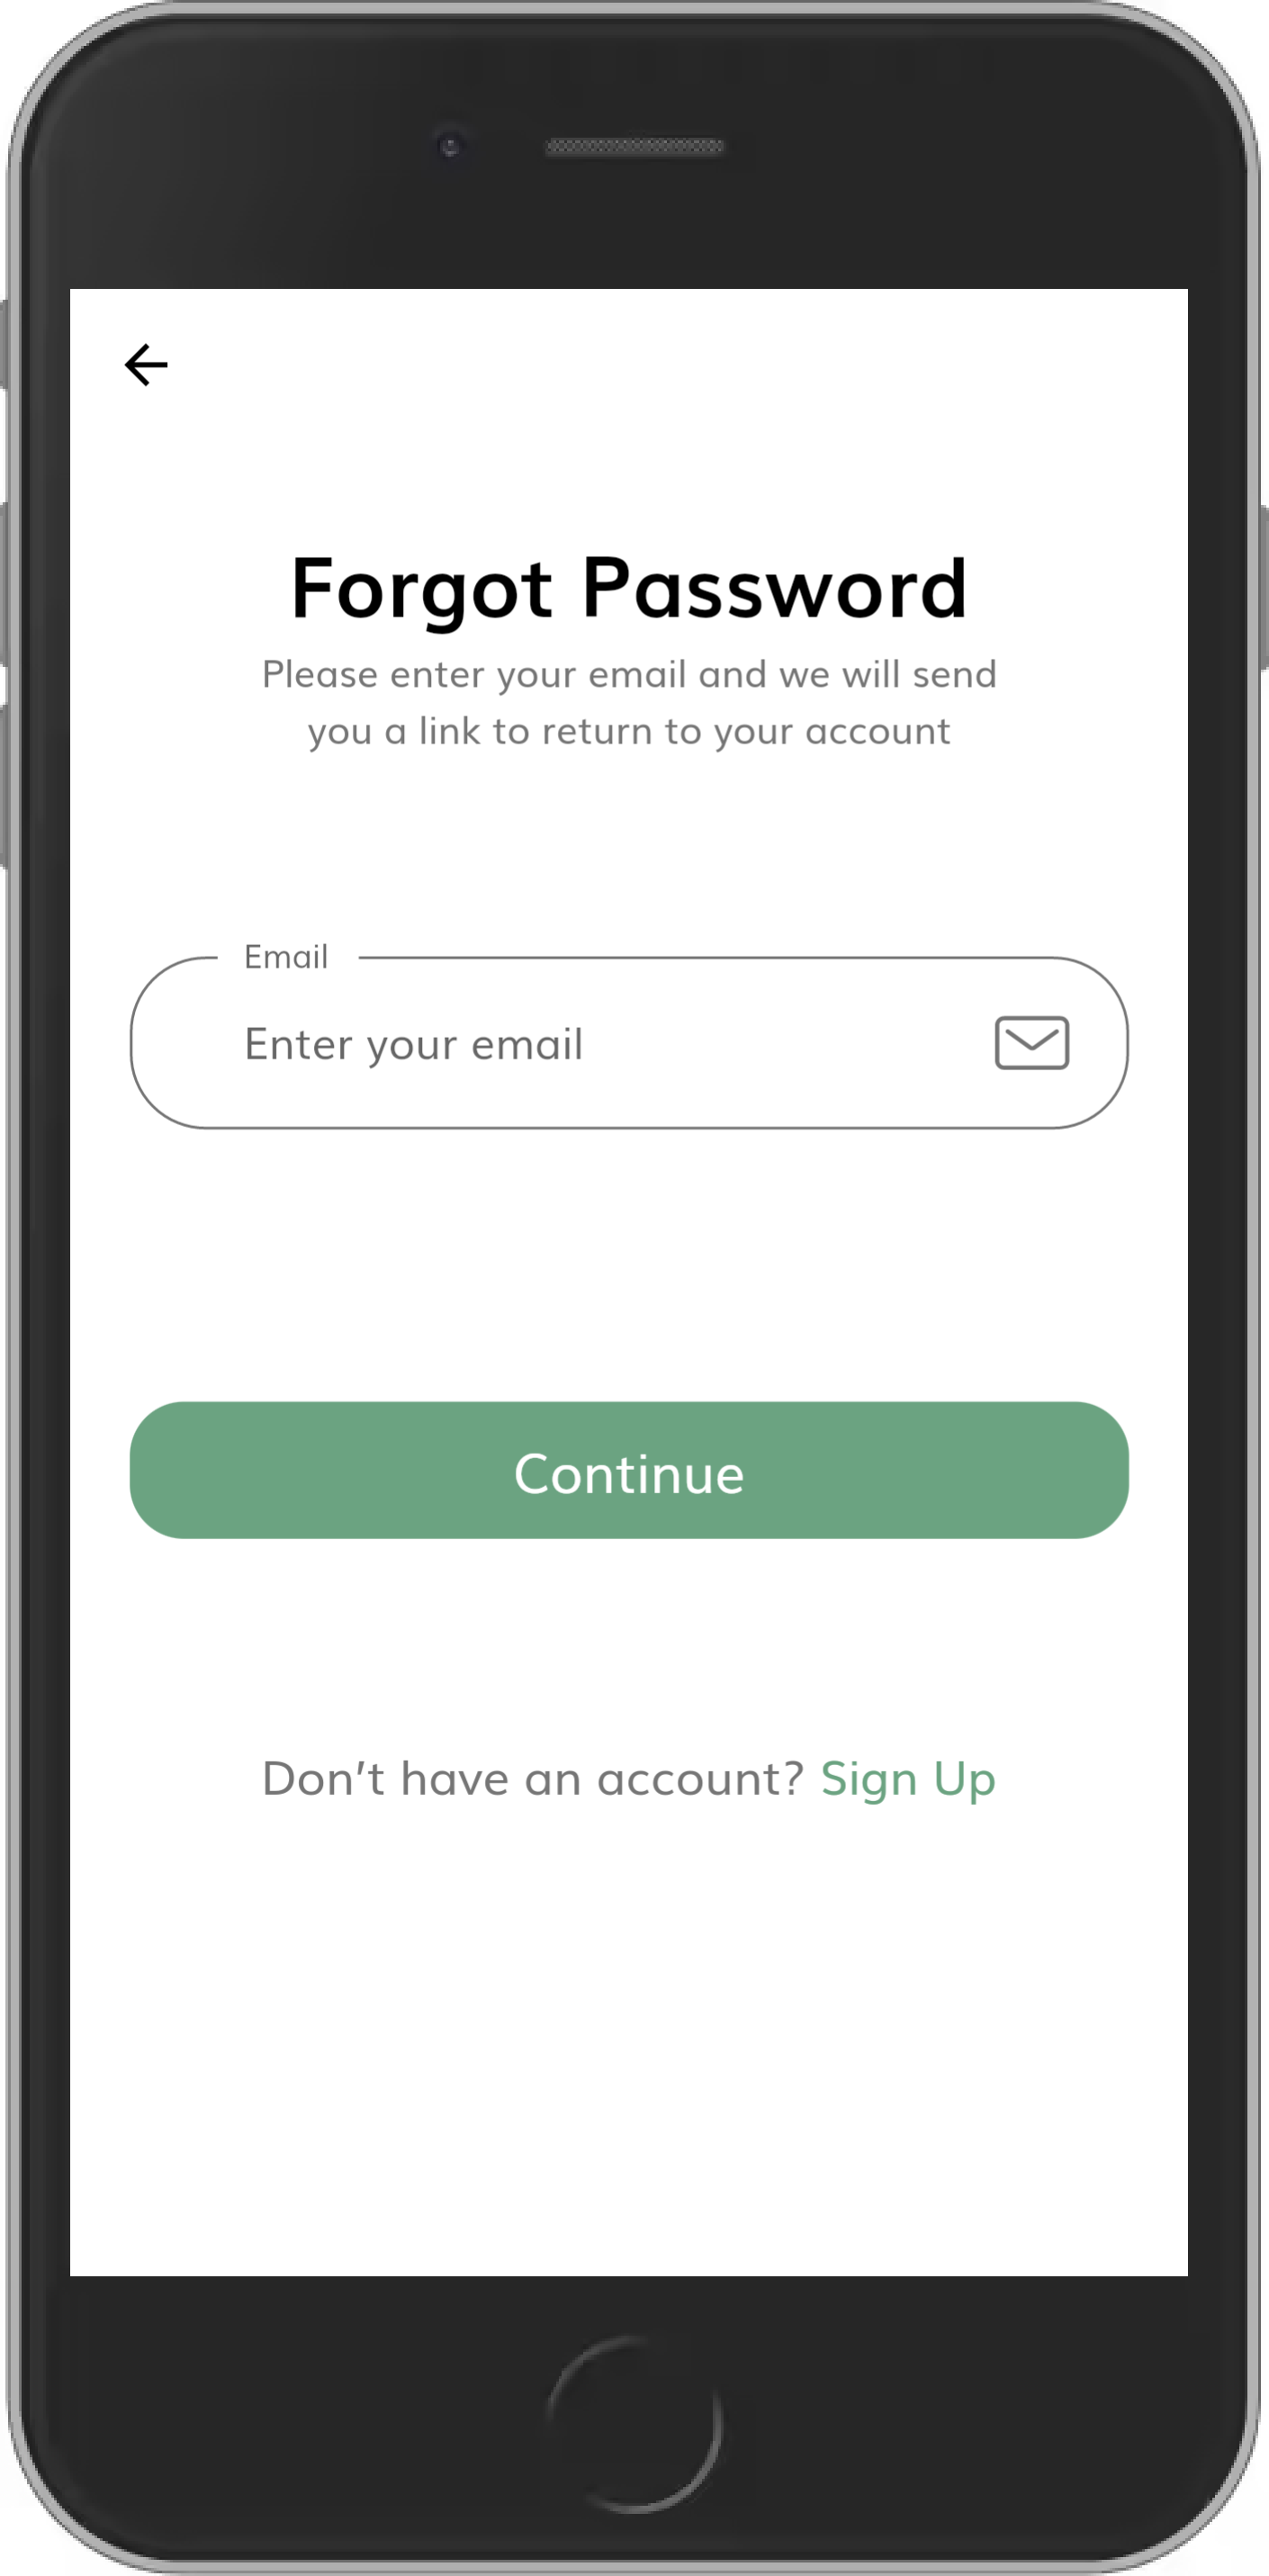 Forgot Password
Please enter your email and we will send
you a link to return to your account
Email
Enter your email
Continue
Don't have an account? Sign Up